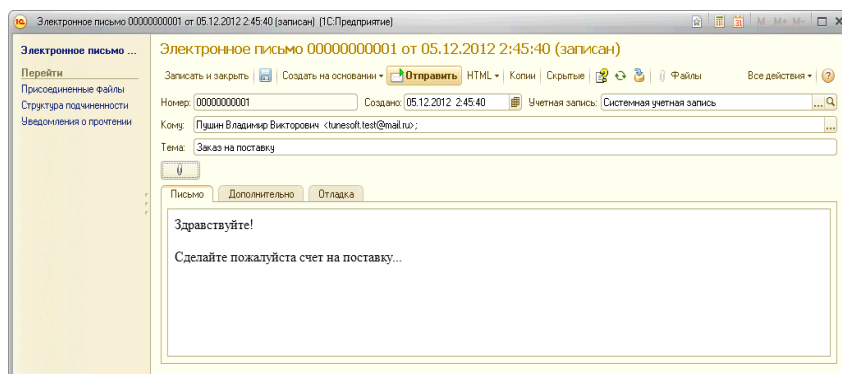 Электронное письмо 00000000001 от 05.12.2012 2:45:40 (записан) (1С:Предприятие)
M M+ M-
Электронное письмо ...
Перейти
Присоединенные файлы
Структура подчиненности
Уведомления о прочтении
Электронное письмо 00000000001 от 05.12.2012 2:45:40 (записан)
Записать и закрыть Создать на основании Отправить HTML Копии Скрытые Файлы Все действия
Номер: 00000000001 Создано: 05.12.2012 2:45:40 Учетная запись: Системная учетная запись ...
Кому: Пушин Владимир Викторович <tunesoft.test@mail.ru>; ...
Тема: Заказ на поставку
Письмо Дополнительно Отладка
Здравствуйте!
Сделайте пожалуйста счет на поставку...